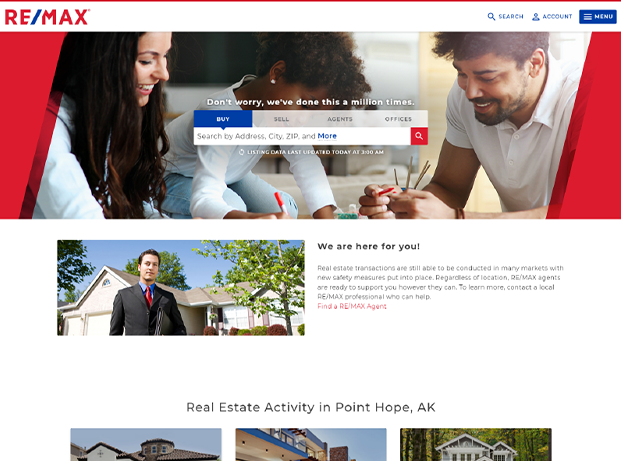 RE/MAX
SEARCH
ACCOUNT
MENU
Don't worry, we've done this a million times.
BUY
SELL
AGENTS
OFFICES
Search by Address, City, ZIP, and More
LISTING DATA LAST UPDATED TODAY AT 3:00 AM
We are here for you!
Real estate transactions are still able to be conducted in many markets with
new safety measures put into place. Regardless of location, RE/MAX agents
are ready to support you however they can. To learn more, contact a local
RE/MAX professional who can help.
Find a RE/MAX Agent
Real Estate Activity in Point Hope, AK